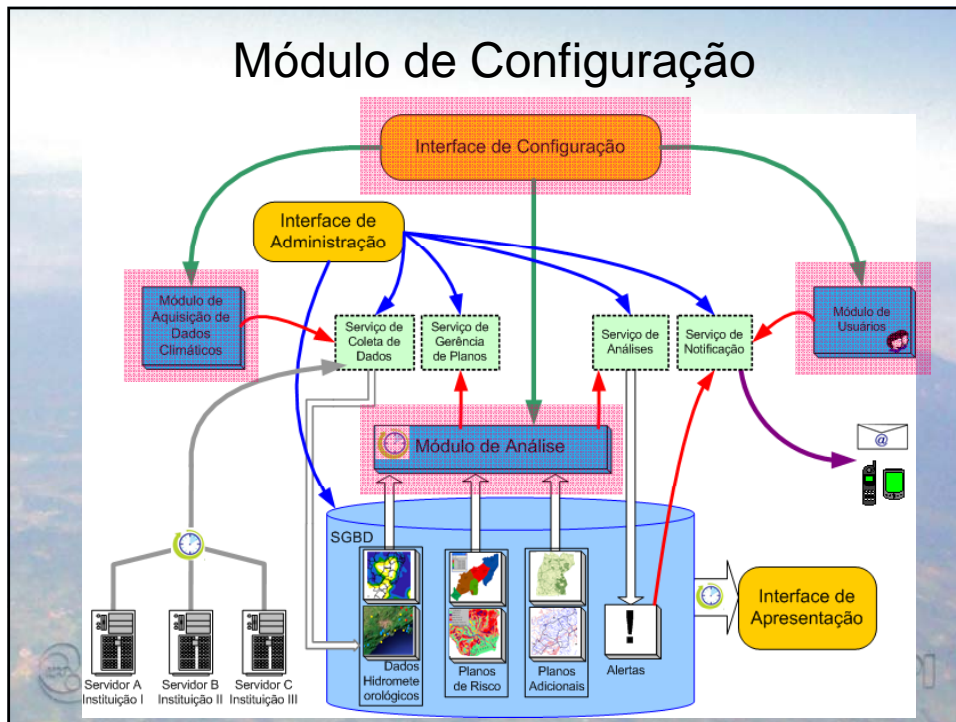 Módulo de Configuração
Interface de Configuração
Interface de
Administração
Módulo de
Aquisição de
Dados
Climáticos
Serviço de
Coleta de
Dados
Serviço de
Gerência
de Planos
Serviço de
Análises
Serviço de
Notificação
Módulo de
Usuários
Módulo de Análise
@
SGBD
!
Interface de
Apresentação
Dados
Hidromete
orológicos
Planos
de Risco
Planos
Adicionais
Alertas
Servidor A
Instituição I
Servidor B
Instituição II
Servidor C
Instituição III